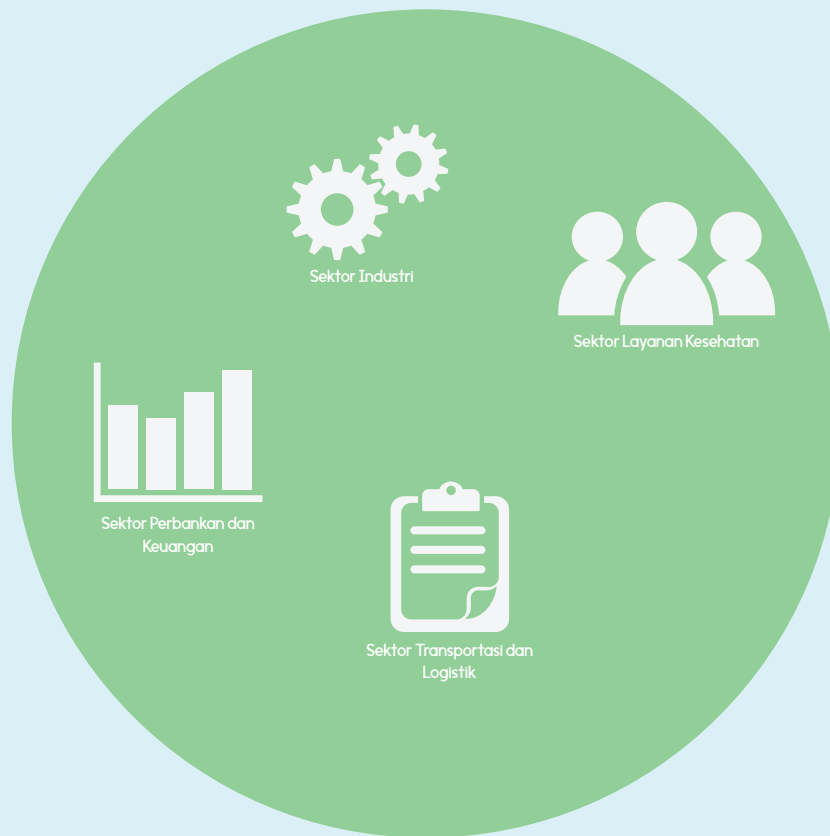 Sektor Industri
Sektor Layanan Kesehatan
Sektor Perbankan dan
Keuangan
Sektor Transportasi dan
Logistik